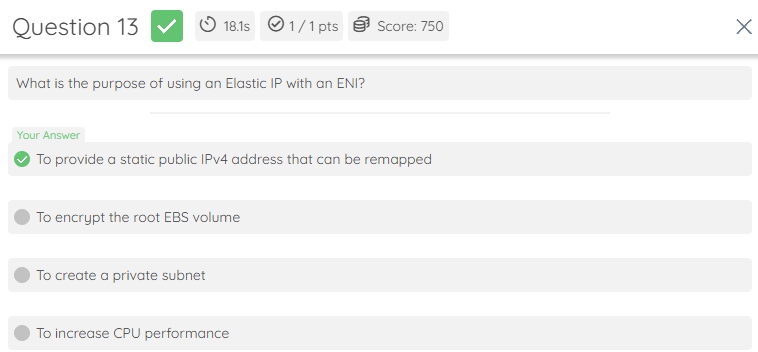 Question 13 18.1s 1 / 1 pts Score: 750
What is the purpose of using an Elastic IP with an ENI?
Your Answer
To provide a static public IPv4 address that can be remapped
To encrypt the root EBS volume
To create a private subnet
To increase CPU performance